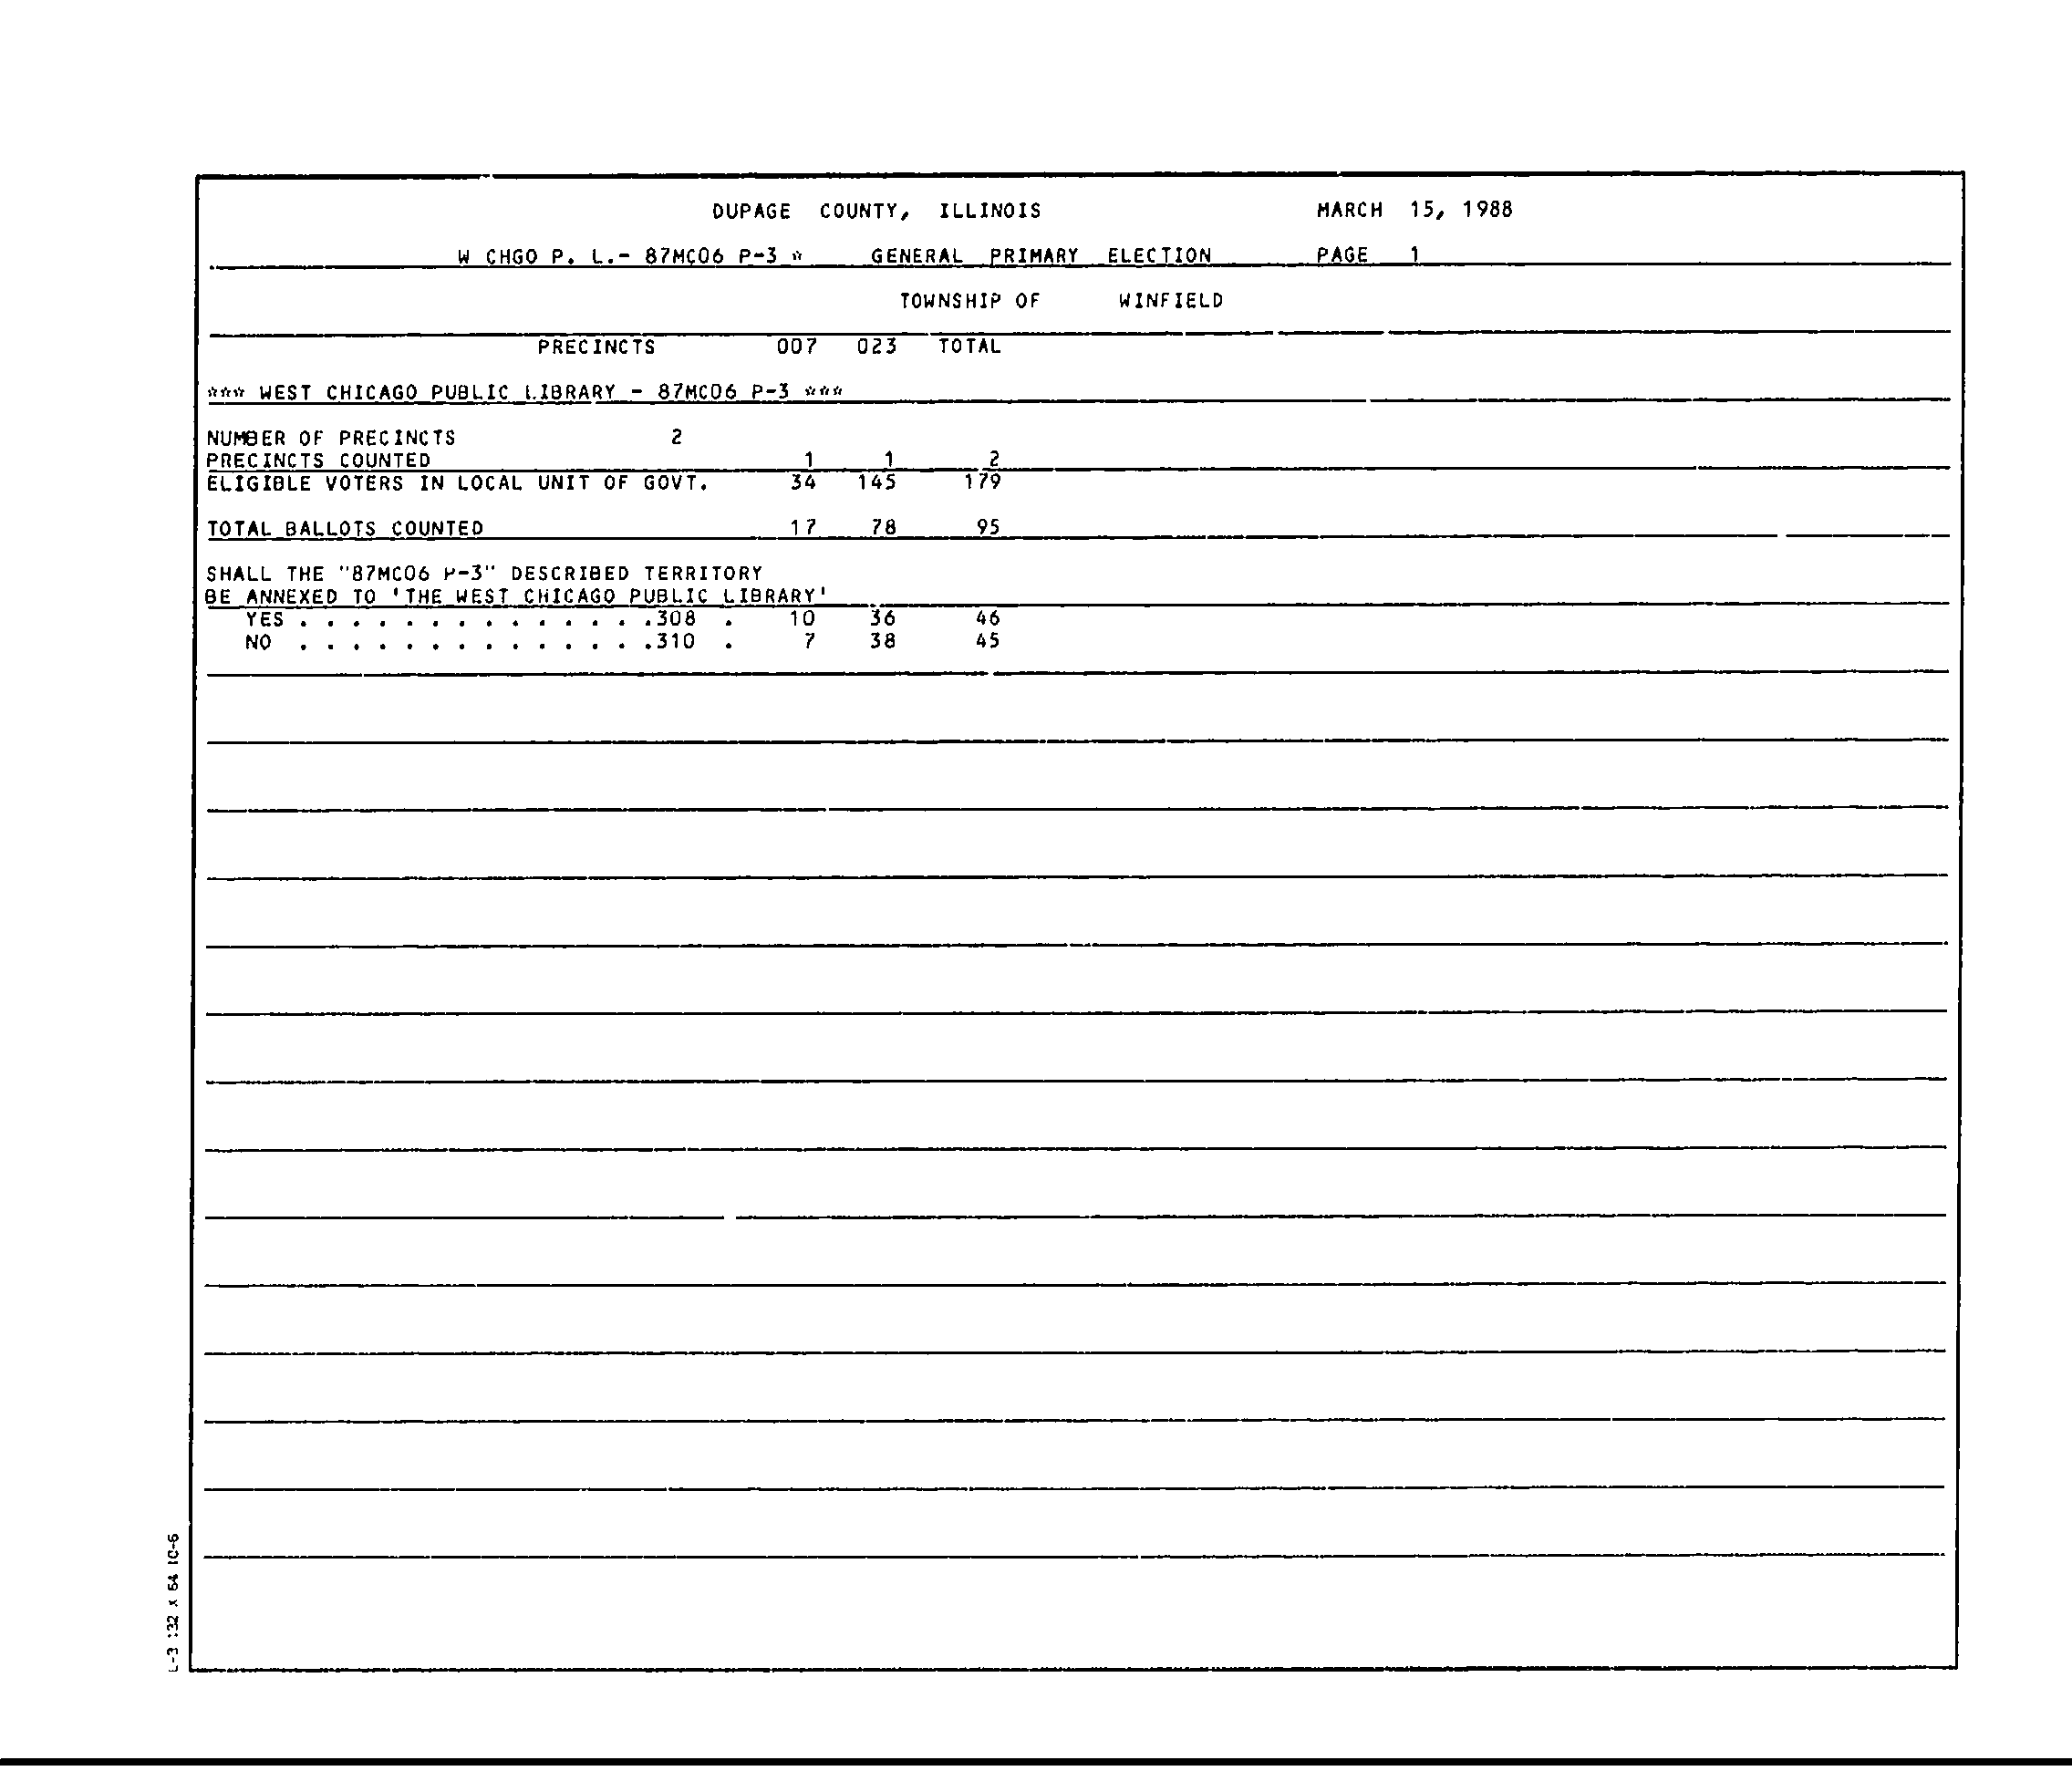 DUPAGE COUNTY, ILLINOIS MARCH 15, 1988
W CHGO P. L.- 87MC06 P-3 * GENERAL PRIMARY ELECTION PAGE 1
TOWNSHIP OF WINFIELD
PRECINCTS 007 023 TOTAL
*** WEST CHICAGO PUBLIC LIBRARY - 87MC06 P-3 ***
NUMBER OF PRECINCTS 2
PRECINCTS COUNTED 1 1 2
ELIGIBLE VOTERS IN LOCAL UNIT OF GOVT. 34 145 179
TOTAL BALLOTS COUNTED 17 78 95
SHALL THE "87MC06 P-3" DESCRIBED TERRITORY
BE ANNEXED TO 'THE WEST CHICAGO PUBLIC LIBRARY'
YES . . . . . . . . . . . . . .308 . 10 36 46
NO . . . . . . . . . . . . . .310 . 7 38 45
L-3 132 x 64 10-6